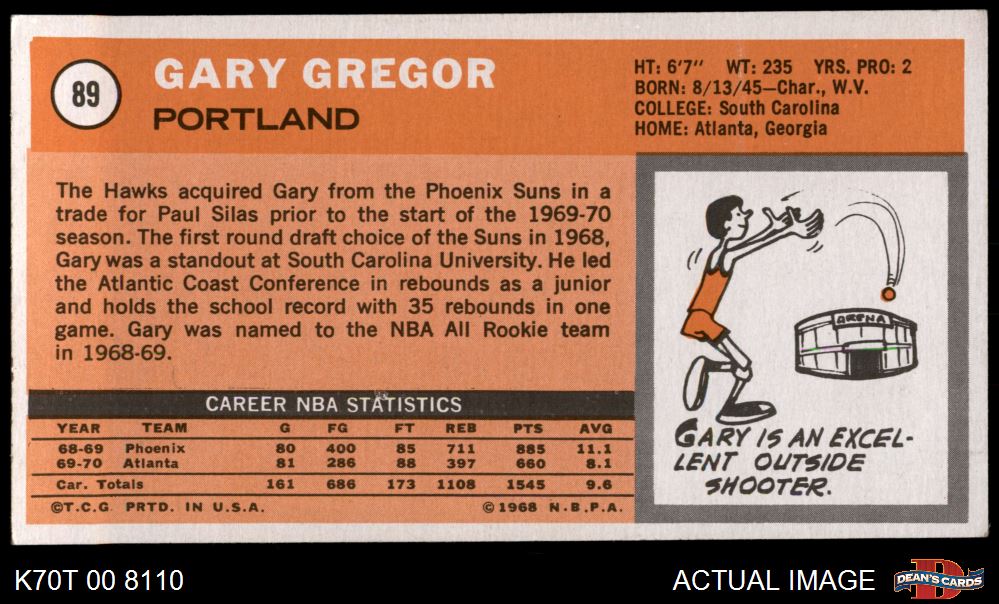 89
GARY GREGOR
PORTLAND
HT: 6'7" WT: 235 YRS. PRO: 2
BORN: 8/13/45—Char., W.V.
COLLEGE: South Carolina
HOME: Atlanta, Georgia
The Hawks acquired Gary from the Phoenix Suns in a
trade for Paul Silas prior to the start of the 1969-70
season. The first round draft choice of the Suns in 1968,
Gary was a standout at South Carolina University. He led
the Atlantic Coast Conference in rebounds as a junior
and holds the school record with 35 rebounds in one
game. Gary was named to the NBA All Rookie team
in 1968-69.
ARENA
GARY IS AN EXCEL-
LENT OUTSIDE
SHOOTER.
CAREER NBA STATISTICS
YEAR TEAM G FG FT REB PTS AVG
68-69 Phoenix 80 400 85 711 885 11.1
69-70 Atlanta 81 286 88 397 660 8.1
Car. Totals 161 686 173 1108 1545 9.6
©T.C.G. PRTD. IN U.S.A. ©1968 N.B.P.A.
K70T 00 8110
ACTUAL IMAGE
D
DEAN'S CARDS